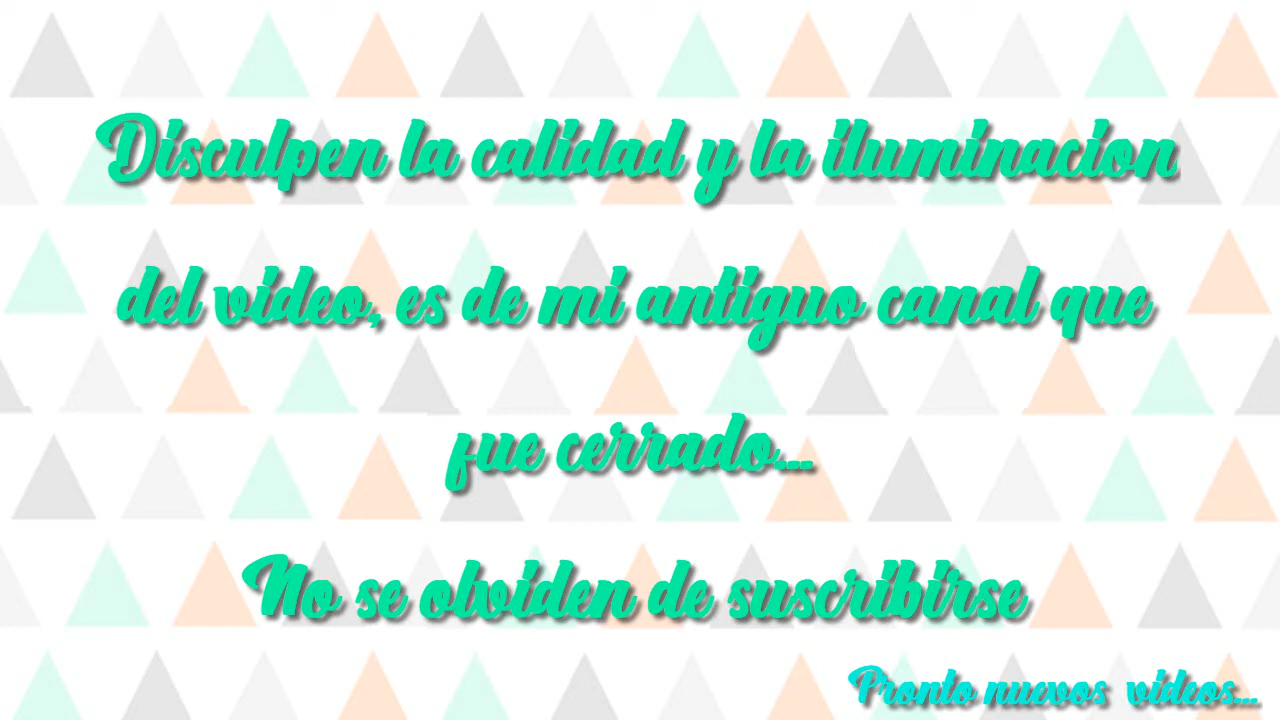 Disculpen la calidad y la iluminacion
del video, es de mi antiguo canal que
fue cerrado...
No se olviden de suscribirse
Pronto nuevos videos...